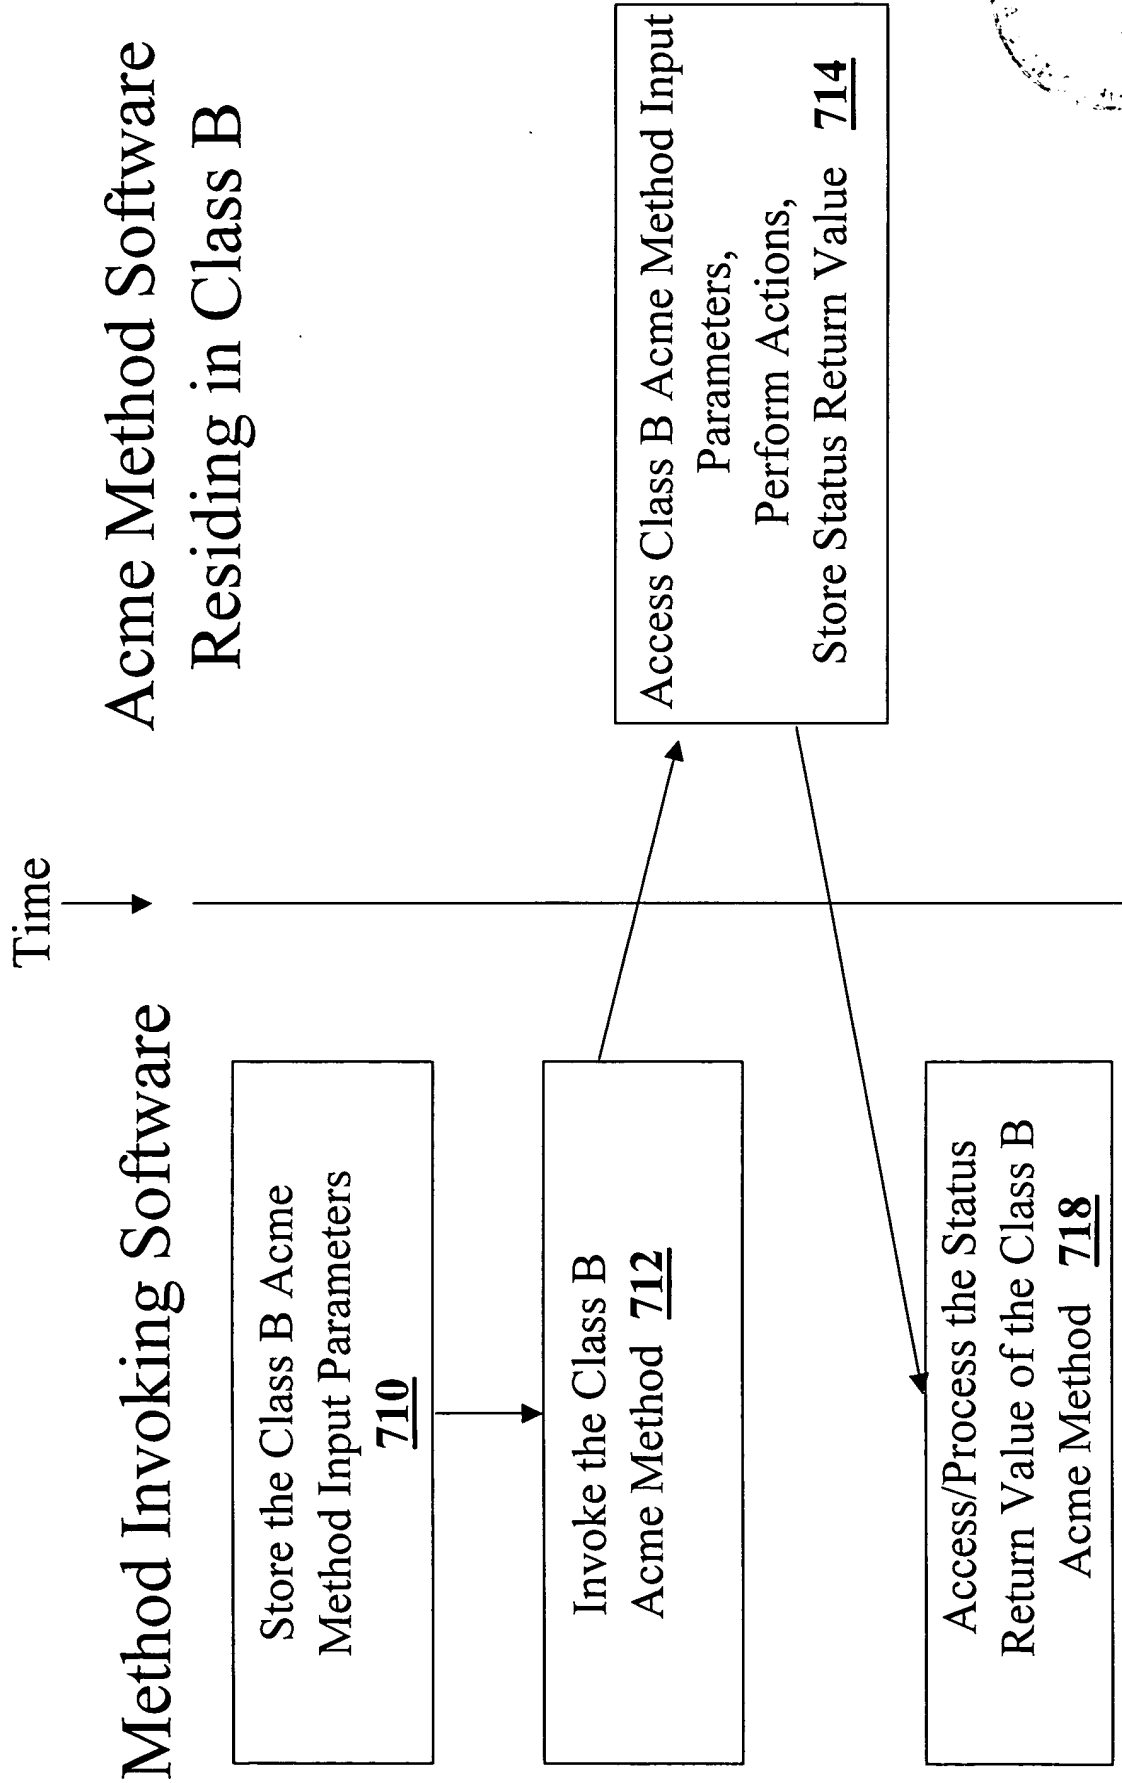 Time
Method Invoking Software
Acme Method Software
Residing in Class B
Store the Class B Acme
Method Input Parameters
710
Invoke the Class B
Acme Method 712
Access Class B Acme Method Input
Parameters,
Perform Actions,
Store Status Return Value 714
Access/Process the Status
Return Value of the Class B
Acme Method 718